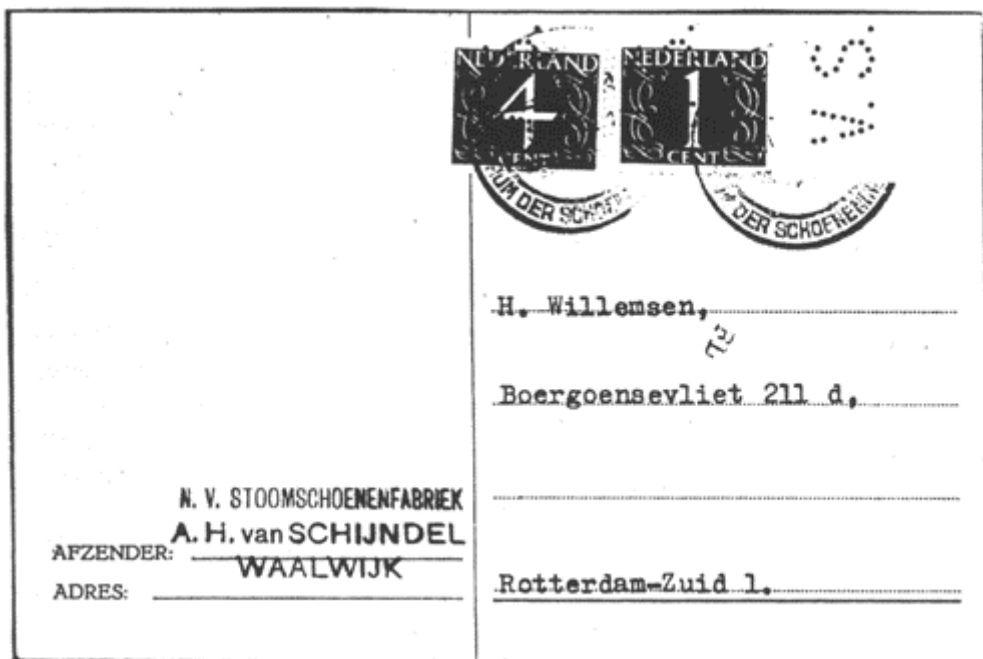 NEDERLAND
4
CENT
NEDERLAND
1
CENT
V. S.
DER SCHOEN
DER SCHOENEN
H. Willemsen,
Boergoensevliet 211 d,
Rotterdam-Zuid 1.
N. V. STOOMSCHOENENFABRIEK
A. H. van SCHIJNDEL
WAALWIJK
AFZENDER:
ADRES: